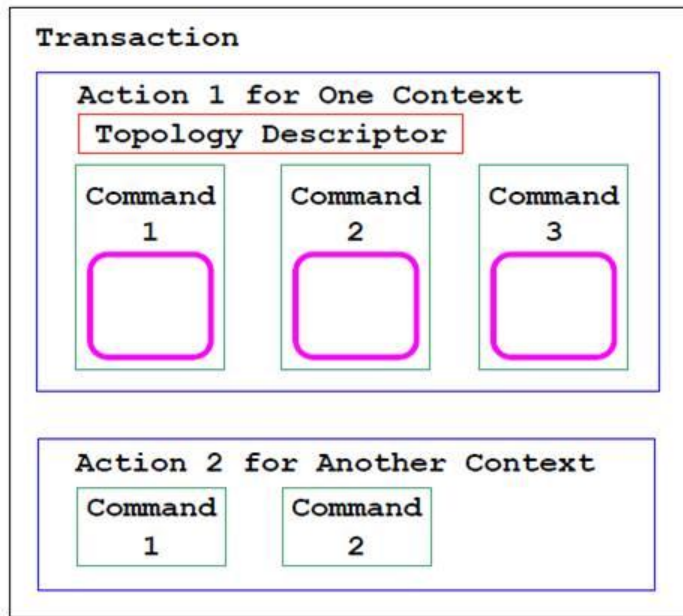 Transaction
Action 1 for One Context
Topology Descriptor
Command Command Command
1 2 3
Action 2 for Another Context
Command Command
1 2